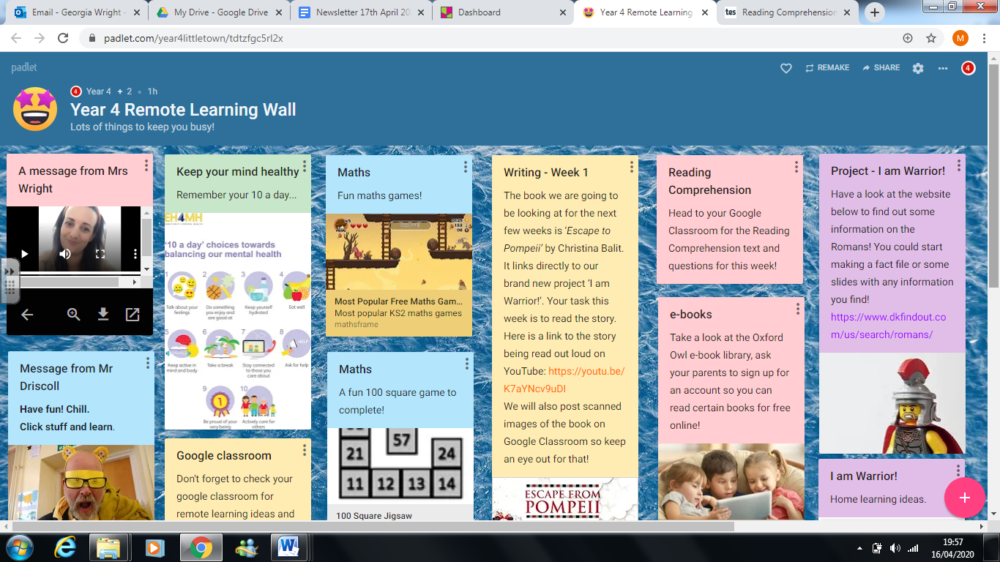 Email - Georgia Wright -
My Drive - Google Drive
Newsletter 17th April 20
Dashboard
Year 4 Remote Learning
tes
Reading Comprehension
padlet.com/year4littletown/tdtzfgc5rl2x
M
padlet
REMAKE
SHARE
4
4 Year 4 + 2 • 1h
Year 4 Remote Learning Wall
Lots of things to keep you busy!
A message from Mrs
Wright
Message from Mr
Driscoll
Have fun! Chill.
Click stuff and learn.
Keep your mind healthy
Remember your 10 a day...
EH4MH
'10 a day' choices towards
balancing our mental health
1
Talk about your
feelings
2
Do something
you enjoy and
are good at
3
Keep yourself
hydrated
4
Eat well
5
Keep active in
mind and body
6
Take a break
7
Stay connected
to those you
care about
8
HELP
Ask for help
9
1
Be proud of your
very being
10
Actively care for
others
Google classroom
Don't forget to check your
google classroom for
remote learning ideas and
Maths
Fun maths games!
Most Popular Free Maths Gam...
Most popular KS2 maths games
mathsframe
Maths
A fun 100 square game to
complete!
57
21
24
11 12 13 14
100 Square Jigsaw
Writing - Week 1
The book we are going to
be looking at for the next
few weeks is 'Escape to
Pompeii' by Christina Balit.
It links directly to our
brand new project 'I am
Warrior!'. Your task this
week is to read the story.
Here is a link to the story
being read out loud on
YouTube: https://youtu.be/
K7aYNcv9uDI
We will also post scanned
images of the book on
Google Classroom so keep
an eye out for that!
ESCAPE FROM
POMPEII
Reading
Comprehension
Head to your Google
Classroom for the Reading
Comprehension text and
questions for this week!
e-books
Take a look at the Oxford
Owl e-book library, ask
your parents to sign up for
an account so you can
read certain books for free
online!
Project - I am Warrior!
Have a look at the website
below to find out some
information on the
Romans! You could start
making a fact file or some
slides with any information
you find!
https://www.dkfindout.co
m/us/search/romans/
I am Warrior!
Home learning ideas.
19:57
16/04/2020